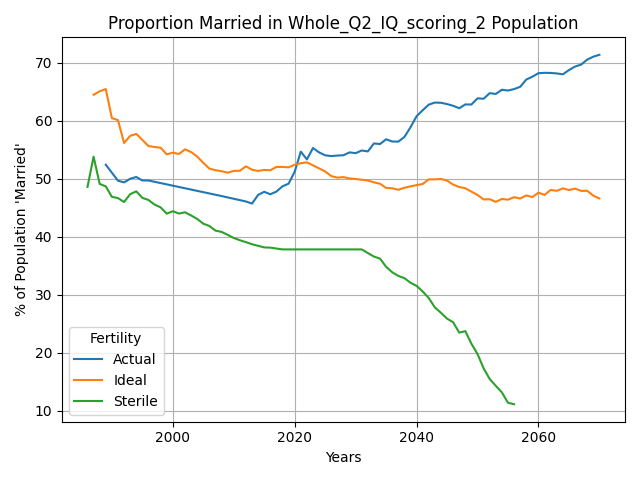 Proportion Married in Whole_Q2_IQ_scoring_2 Population
% of Population 'Married'
70
60
50
40
30
20
10
Fertility
Actual
Ideal
Sterile
2000
2020
2040
2060
Years